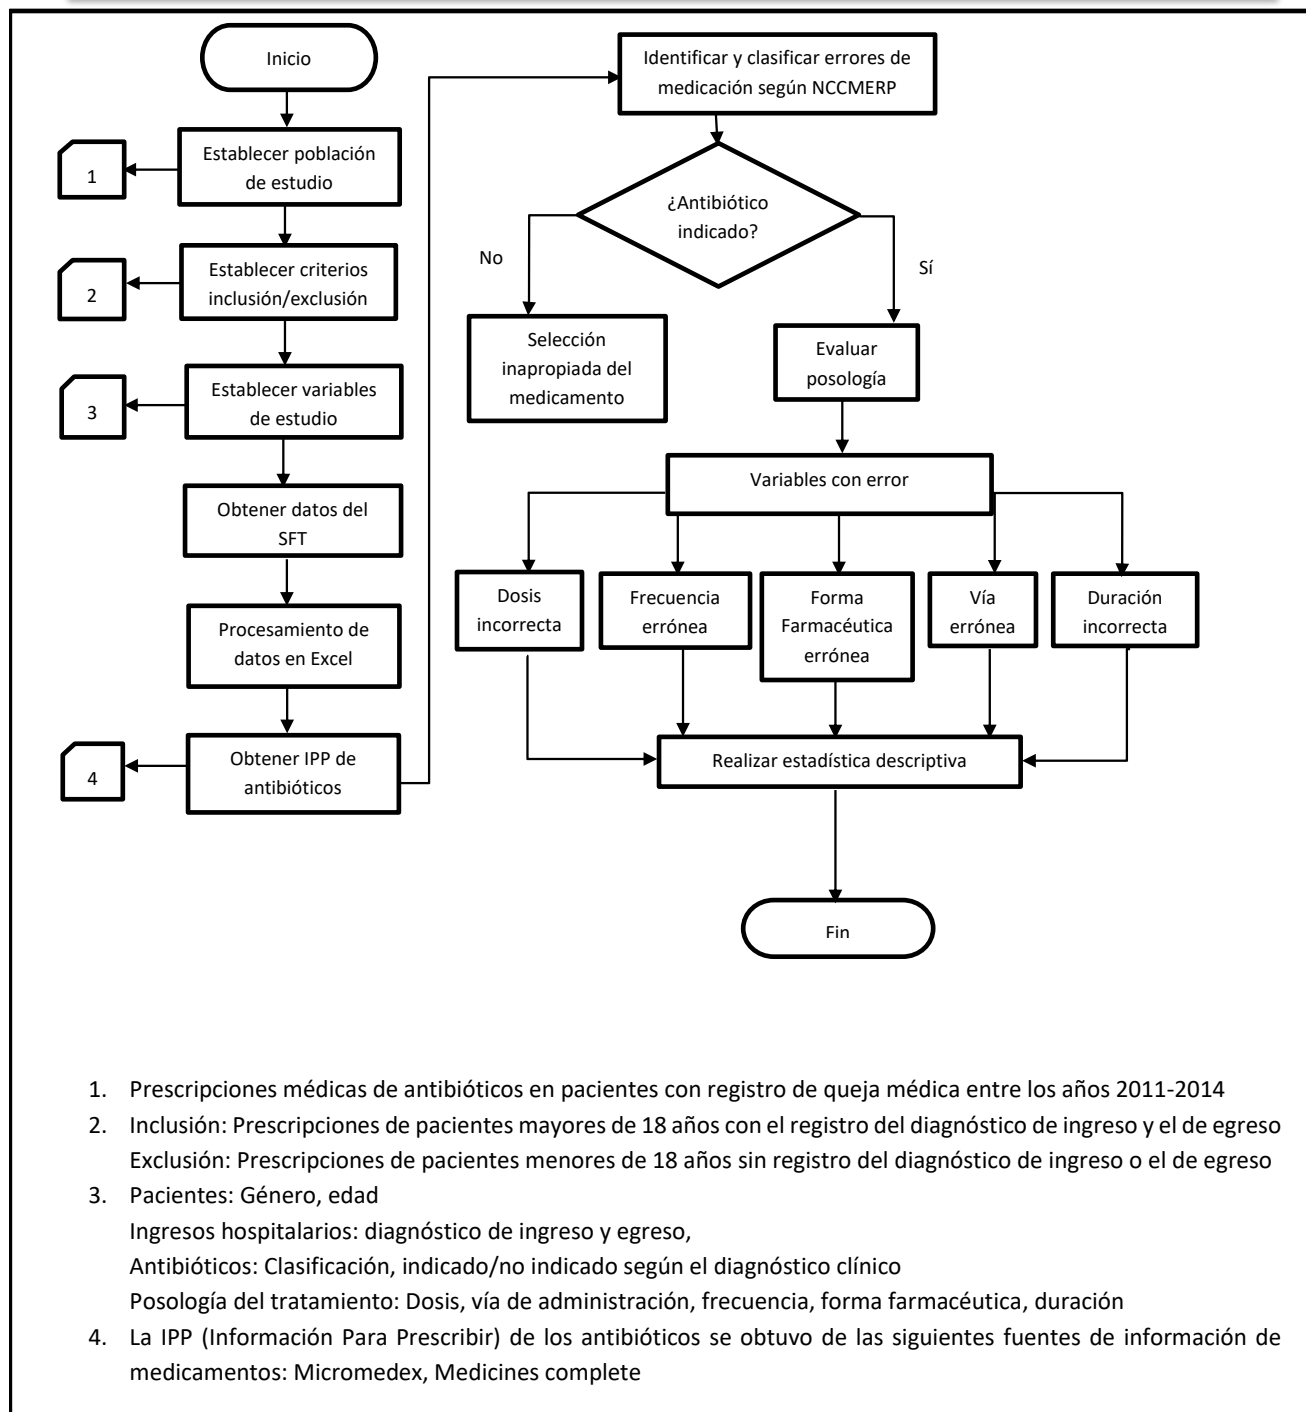 Inicio
1
Establecer población
de estudio
2
Establecer criterios
inclusión/exclusión
3
Establecer variables
de estudio
Obtener datos del
SFT
Procesamiento de
datos en Excel
4
Obtener IPP de
antibióticos
Identificar y clasificar errores de
medicación según NCCMERP
¿Antibiótico
indicado?
No
Sí
Selección
inapropiada del
medicamento
Evaluar
posología
Variables con error
Dosis
incorrecta
Frecuencia
errónea
Forma
Farmacéutica
errónea
Vía
errónea
Duración
incorrecta
Realizar estadística descriptiva
Fin
1. Prescripciones médicas de antibióticos en pacientes con registro de queja médica entre los años 2011-2014
2. Inclusión: Prescripciones de pacientes mayores de 18 años con el registro del diagnóstico de ingreso y el de egreso
Exclusión: Prescripciones de pacientes menores de 18 años sin registro del diagnóstico de ingreso o el de egreso
3. Pacientes: Género, edad
Ingresos hospitalarios: diagnóstico de ingreso y egreso,
Antibióticos: Clasificación, indicado/no indicado según el diagnóstico clínico
Posología del tratamiento: Dosis, vía de administración, frecuencia, forma farmacéutica, duración
4. La IPP (Información Para Prescribir) de los antibióticos se obtuvo de las siguientes fuentes de información de
medicamentos: Micromedex, Medicines complete